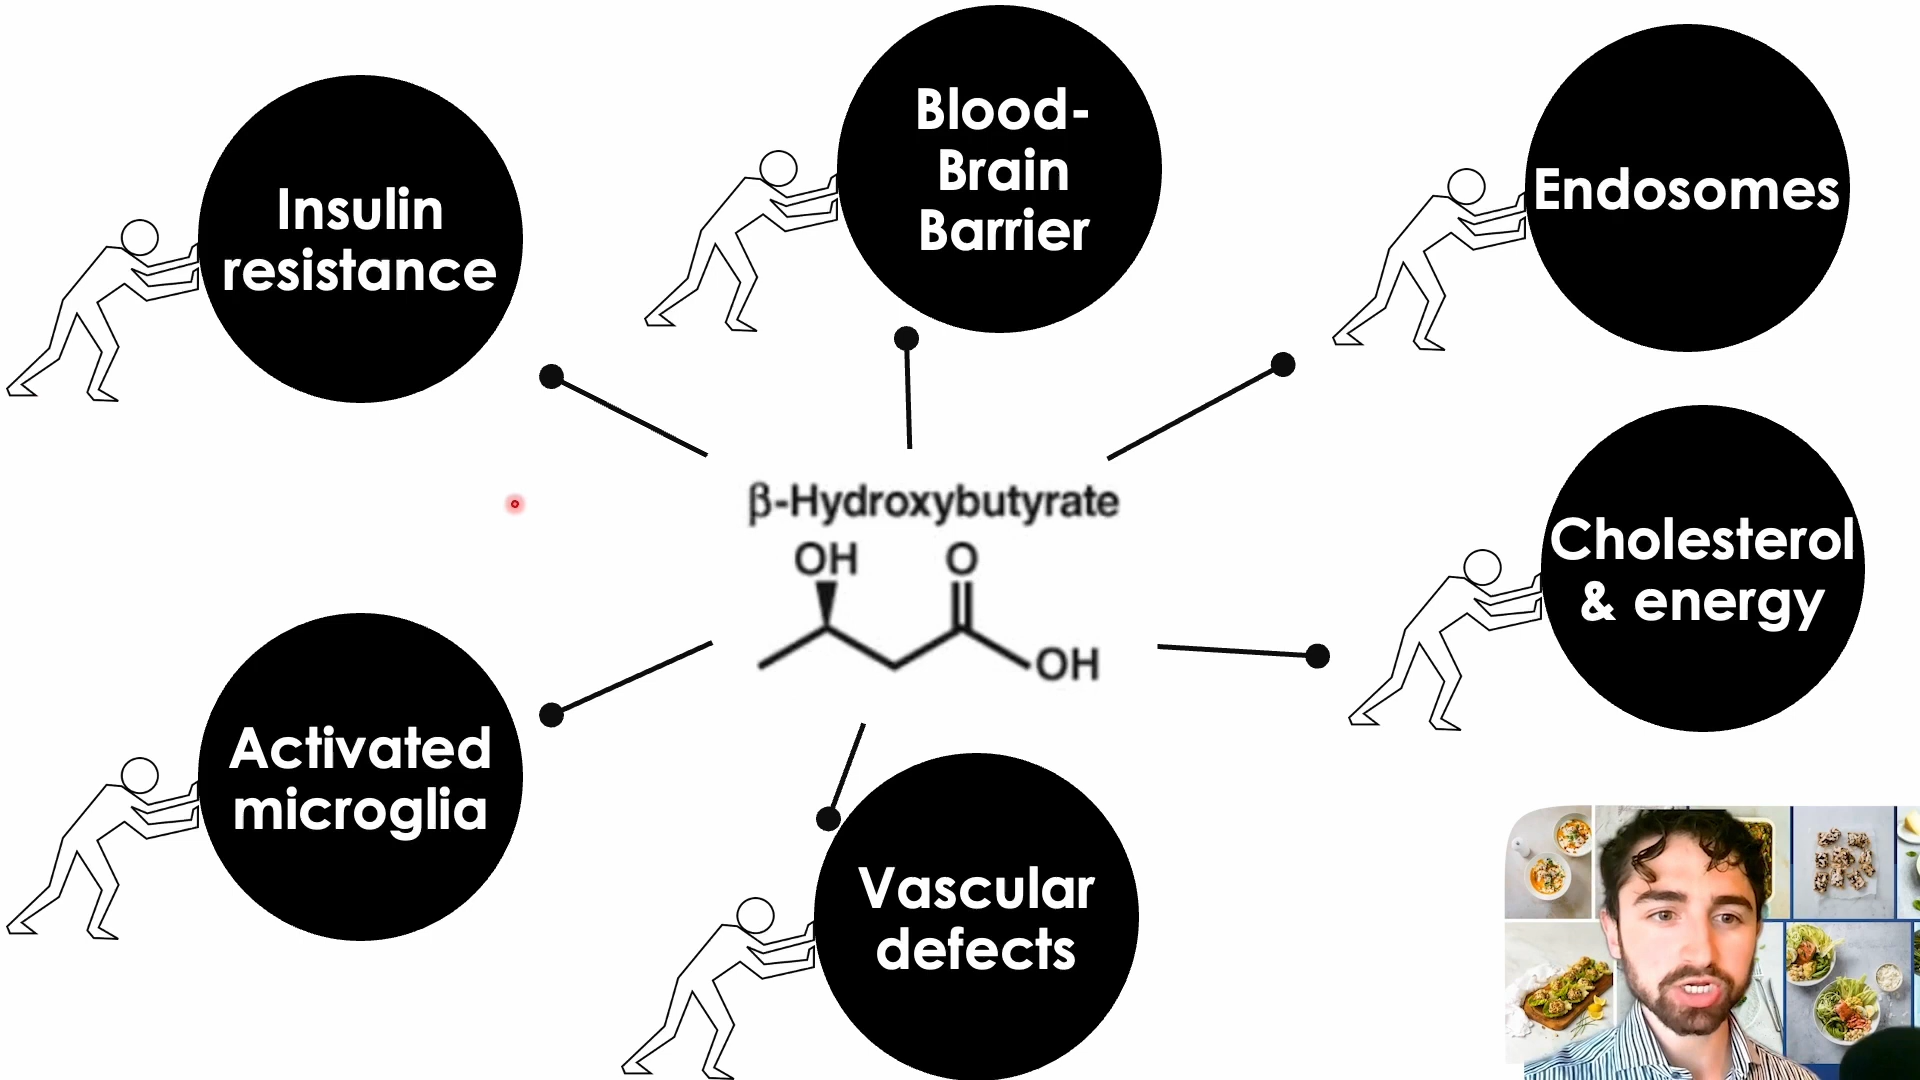 Insulin
resistance
Blood-
Brain
Barrier
Endosomes
β-Hydroxybutyrate
OH
O
OH
Cholesterol
& energy
Activated
microglia
Vascular
defects